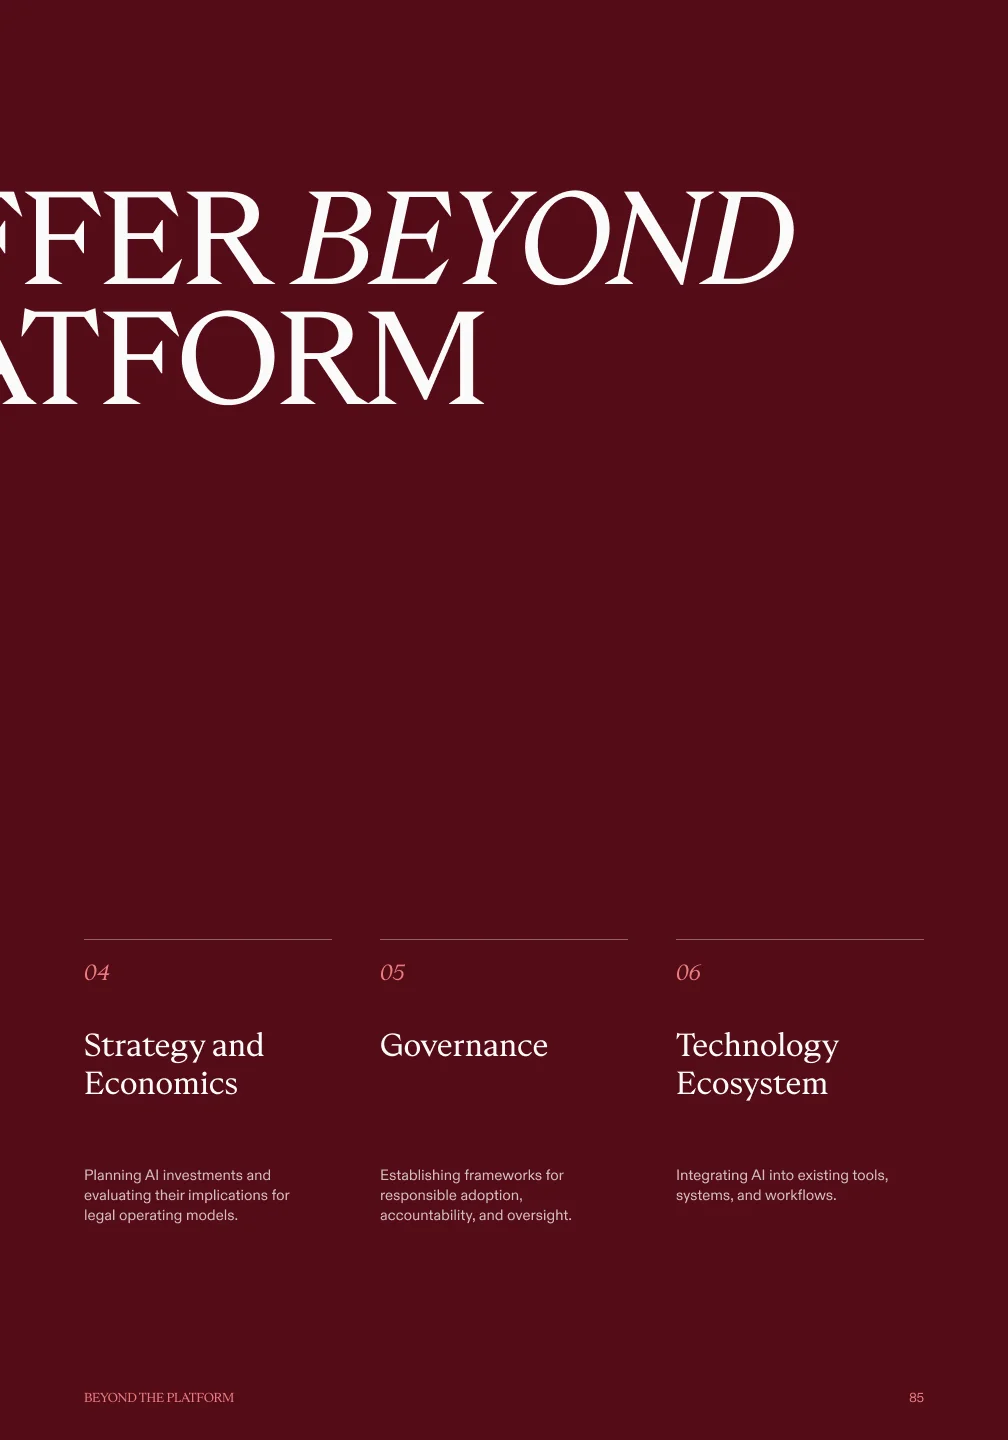 FFER BEYOND
ATFORM
04
Strategy and
Economics
Planning AI investments and
evaluating their implications for
legal operating models.
05
Governance
Establishing frameworks for
responsible adoption,
accountability, and oversight.
06
Technology
Ecosystem
Integrating AI into existing tools,
systems, and workflows.
BEYOND THE PLATFORM
85